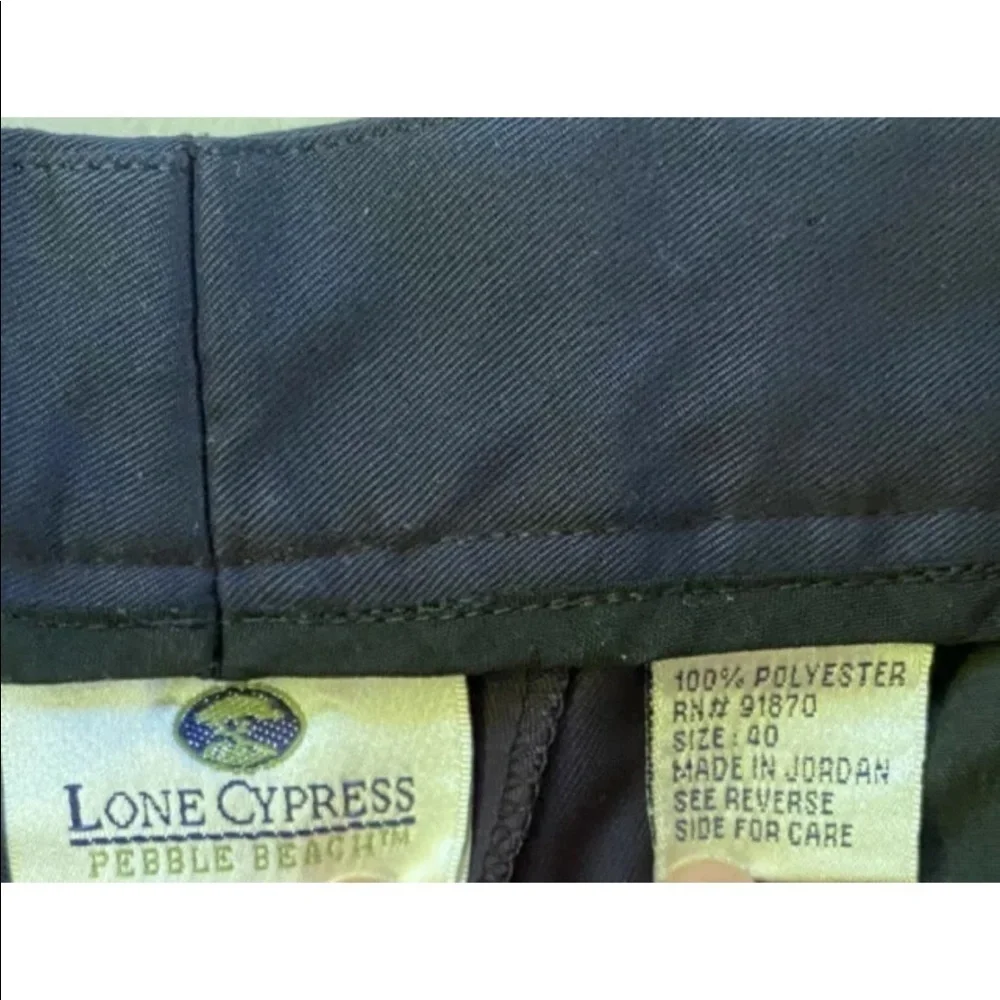 LONE CYPRESS
PEBBLE BEACH™
100% POLYESTER
RN# 91870
SIZE: 40
MADE IN JORDAN
SEE REVERSE
SIDE FOR CARE